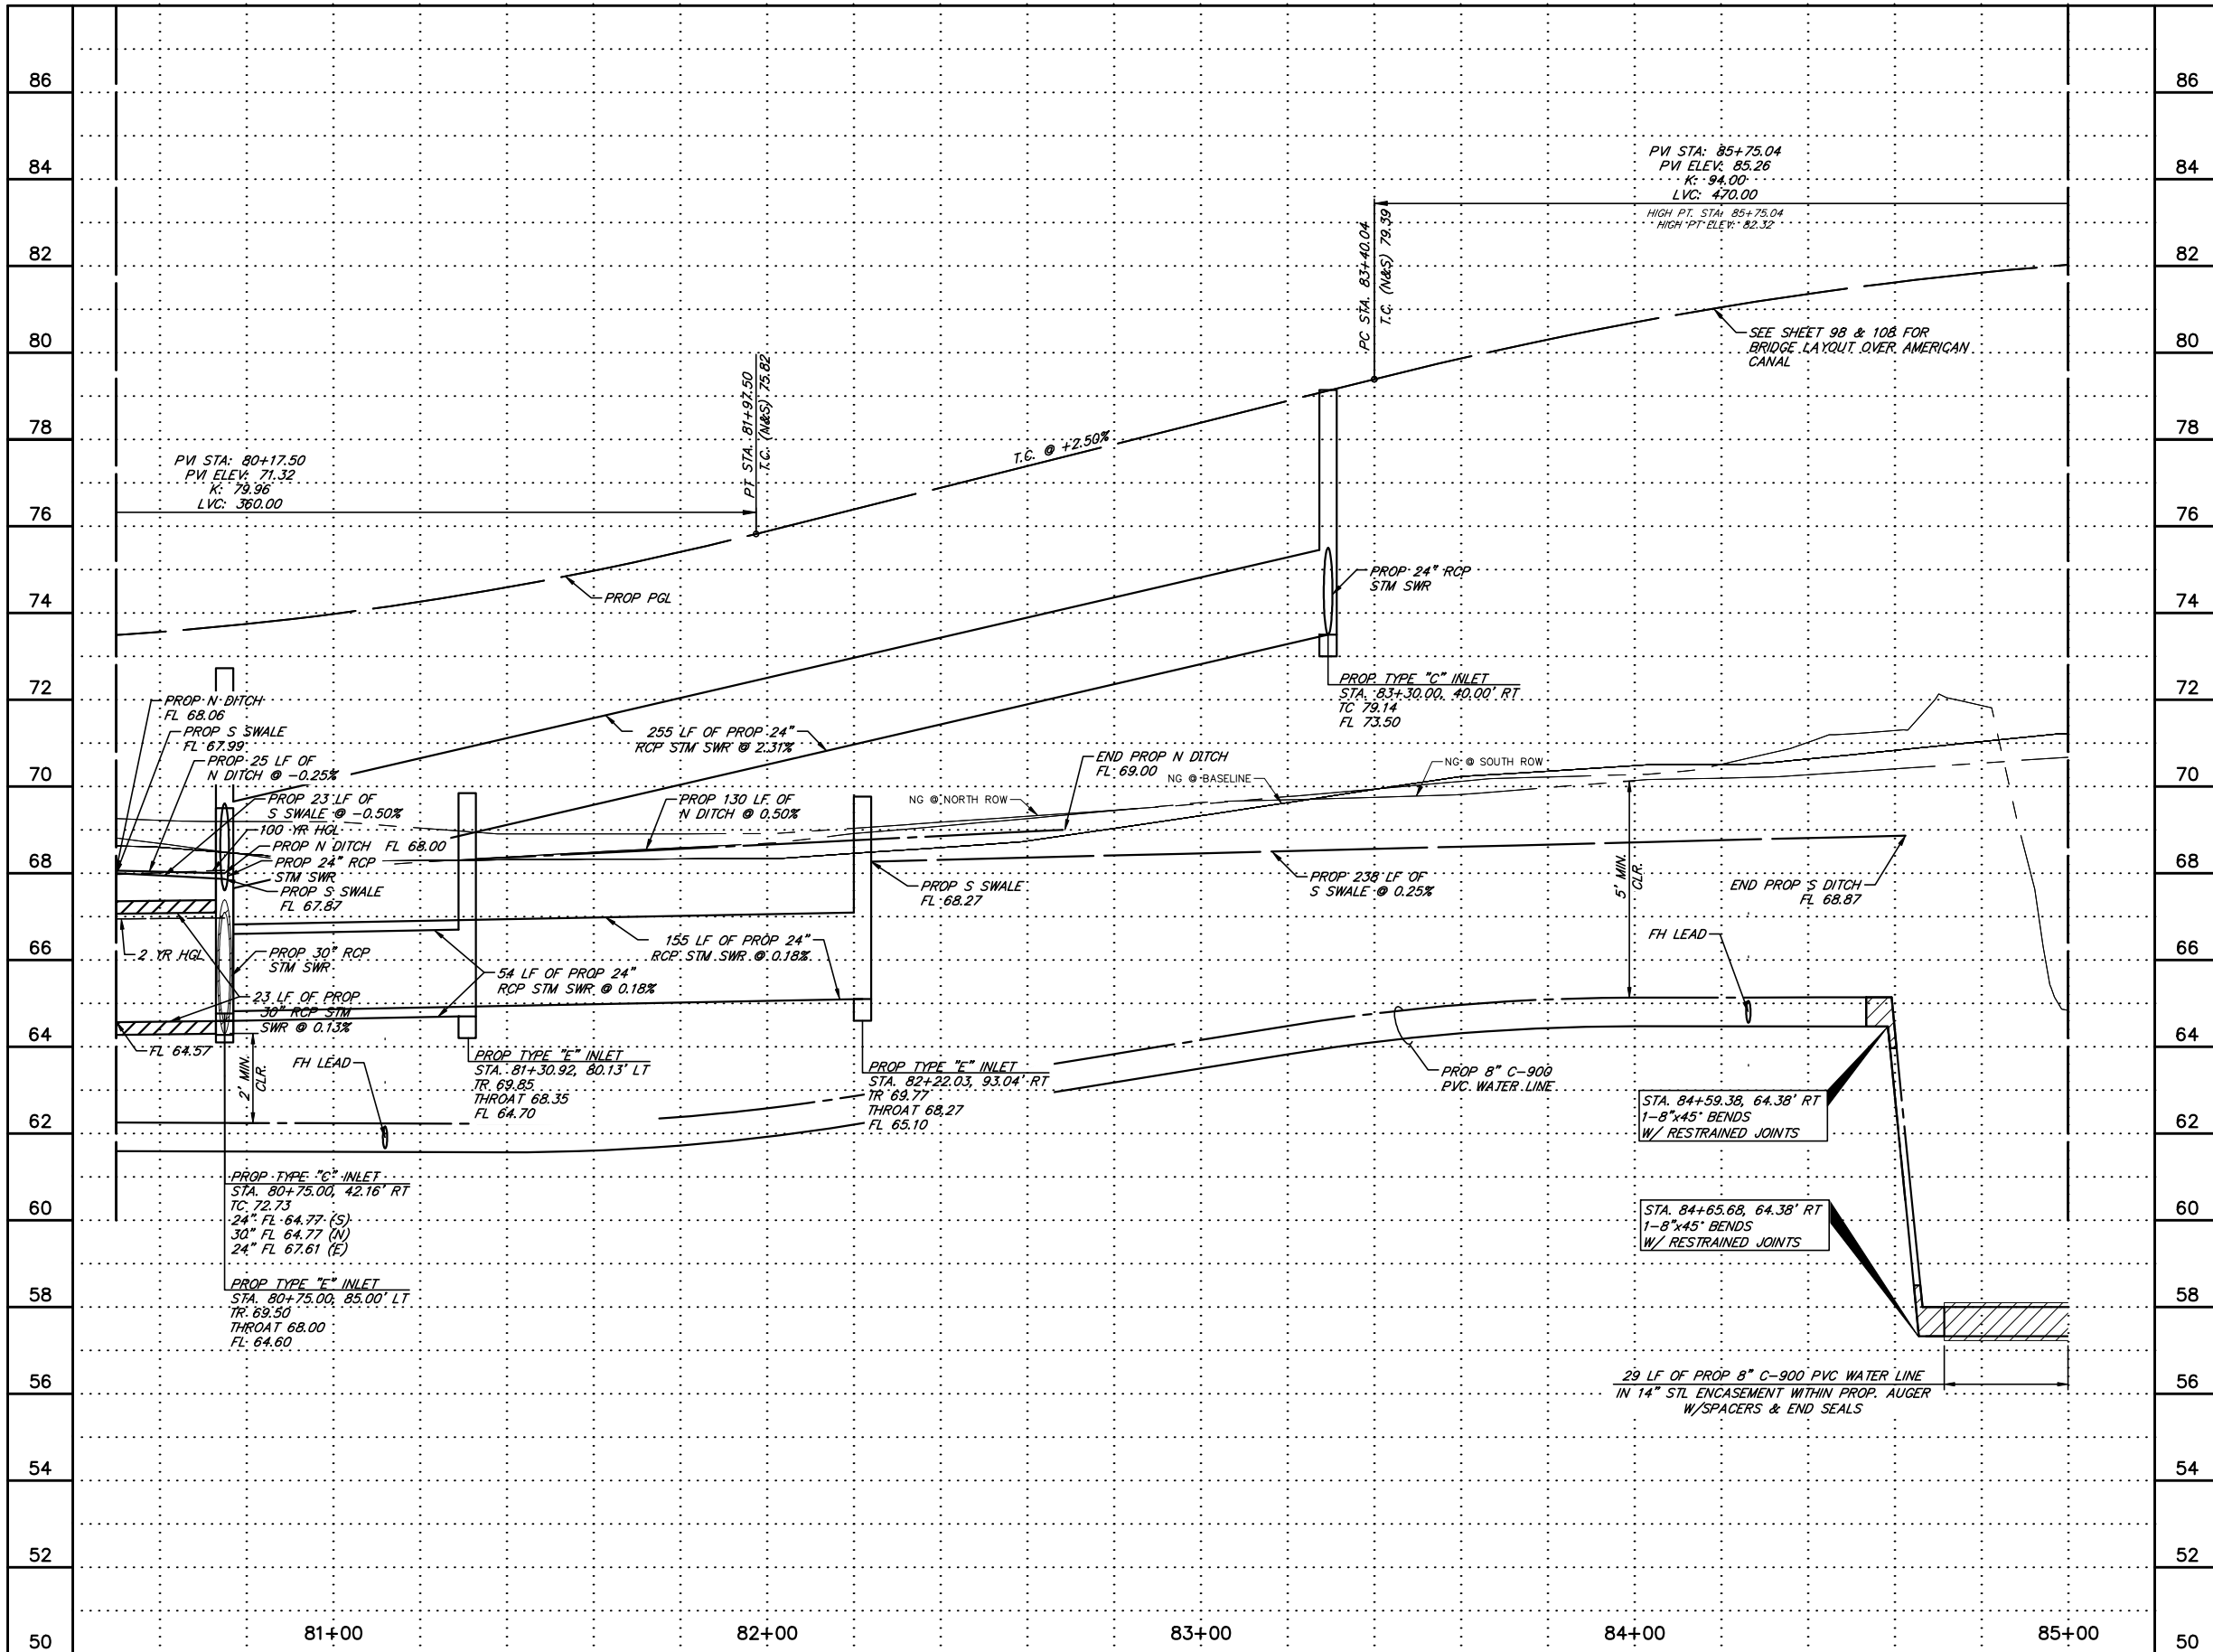 86
86
84
84
82
82
80
80
78
78
76
76
74
74
72
72
70
70
68
68
66
66
64
64
62
62
60
60
58
58
56
56
54
54
52
52
50
50
81+00
82+00
83+00
84+00
85+00
PVI STA: 85+75.04
PVI ELEV: 85.26
K: 94.00
LVC: 470.00
HIGH PT. STA: 85+75.04
HIGH PT ELEV: 82.32
PC STA. 83+40.04
T.C. (N&S) 79.39
SEE SHEET 98 & 108 FOR
BRIDGE LAYOUT OVER AMERICAN
CANAL
PT STA. 81+97.50
T.C. (N&S) 75.82
T.C. @ +2.50%
PVI STA: 80+17.50
PVI ELEV: 71.32
K: 79.96
LVC: 360.00
PROP PGL
PROP 24" RCP
STM SWR
PROP TYPE "C" INLET
STA. 83+30.00, 40.00' RT
TC 79.14
FL 73.50
PROP N DITCH
FL 68.06
PROP S SWALE
FL 67.99
PROP 25 LF OF
N DITCH @ -0.25%
PROP 23 LF OF
S SWALE @ -0.50%
100 YR HGL
PROP N DITCH FL 68.00
PROP 24" RCP
STM SWR
PROP S SWALE
FL 67.87
255 LF OF PROP 24"
RCP STM SWR @ 2.31%
PROP 130 LF OF
N DITCH @ 0.50%
END PROP N DITCH
FL 69.00
NG @ NORTH ROW
NG @ BASELINE
NG @ SOUTH ROW
PROP S SWALE
FL 68.27
PROP 238 LF OF
S SWALE @ 0.25%
5' MIN.
CLR.
END PROP S DITCH
FL 68.87
2 YR HGL
PROP 30" RCP
STM SWR
23 LF OF PROP
30" RCP STM
SWR @ 0.13%
FL 64.57
155 LF OF PROP 24"
RCP STM SWR @ 0.18%
54 LF OF PROP 24"
RCP STM SWR @ 0.18%
FH LEAD
2' MIN.
CLR.
FH LEAD
PROP TYPE "E" INLET
STA. 81+30.92, 80.13' LT
TR 69.85
THROAT 68.35
FL 64.70
PROP TYPE "E" INLET
STA. 82+22.03, 93.04' RT
TR 69.77
THROAT 68.27
FL 65.10
PROP 8" C-900
PVC WATER LINE
STA. 84+59.38, 64.38' RT
1-8"x45° BENDS
W/ RESTRAINED JOINTS
PROP TYPE "C" INLET
STA. 80+75.00, 42.16' RT
TC 72.73
24" FL 64.77 (S)
30" FL 64.77 (N)
24" FL 67.61 (E)
STA. 84+65.68, 64.38' RT
1-8"x45° BENDS
W/ RESTRAINED JOINTS
PROP TYPE "E" INLET
STA. 80+75.00, 85.00' LT
TR 69.50
THROAT 68.00
FL 64.60
29 LF OF PROP 8" C-900 PVC WATER LINE
IN 14" STL ENCASEMENT WITHIN PROP. AUGER
W/SPACERS & END SEALS